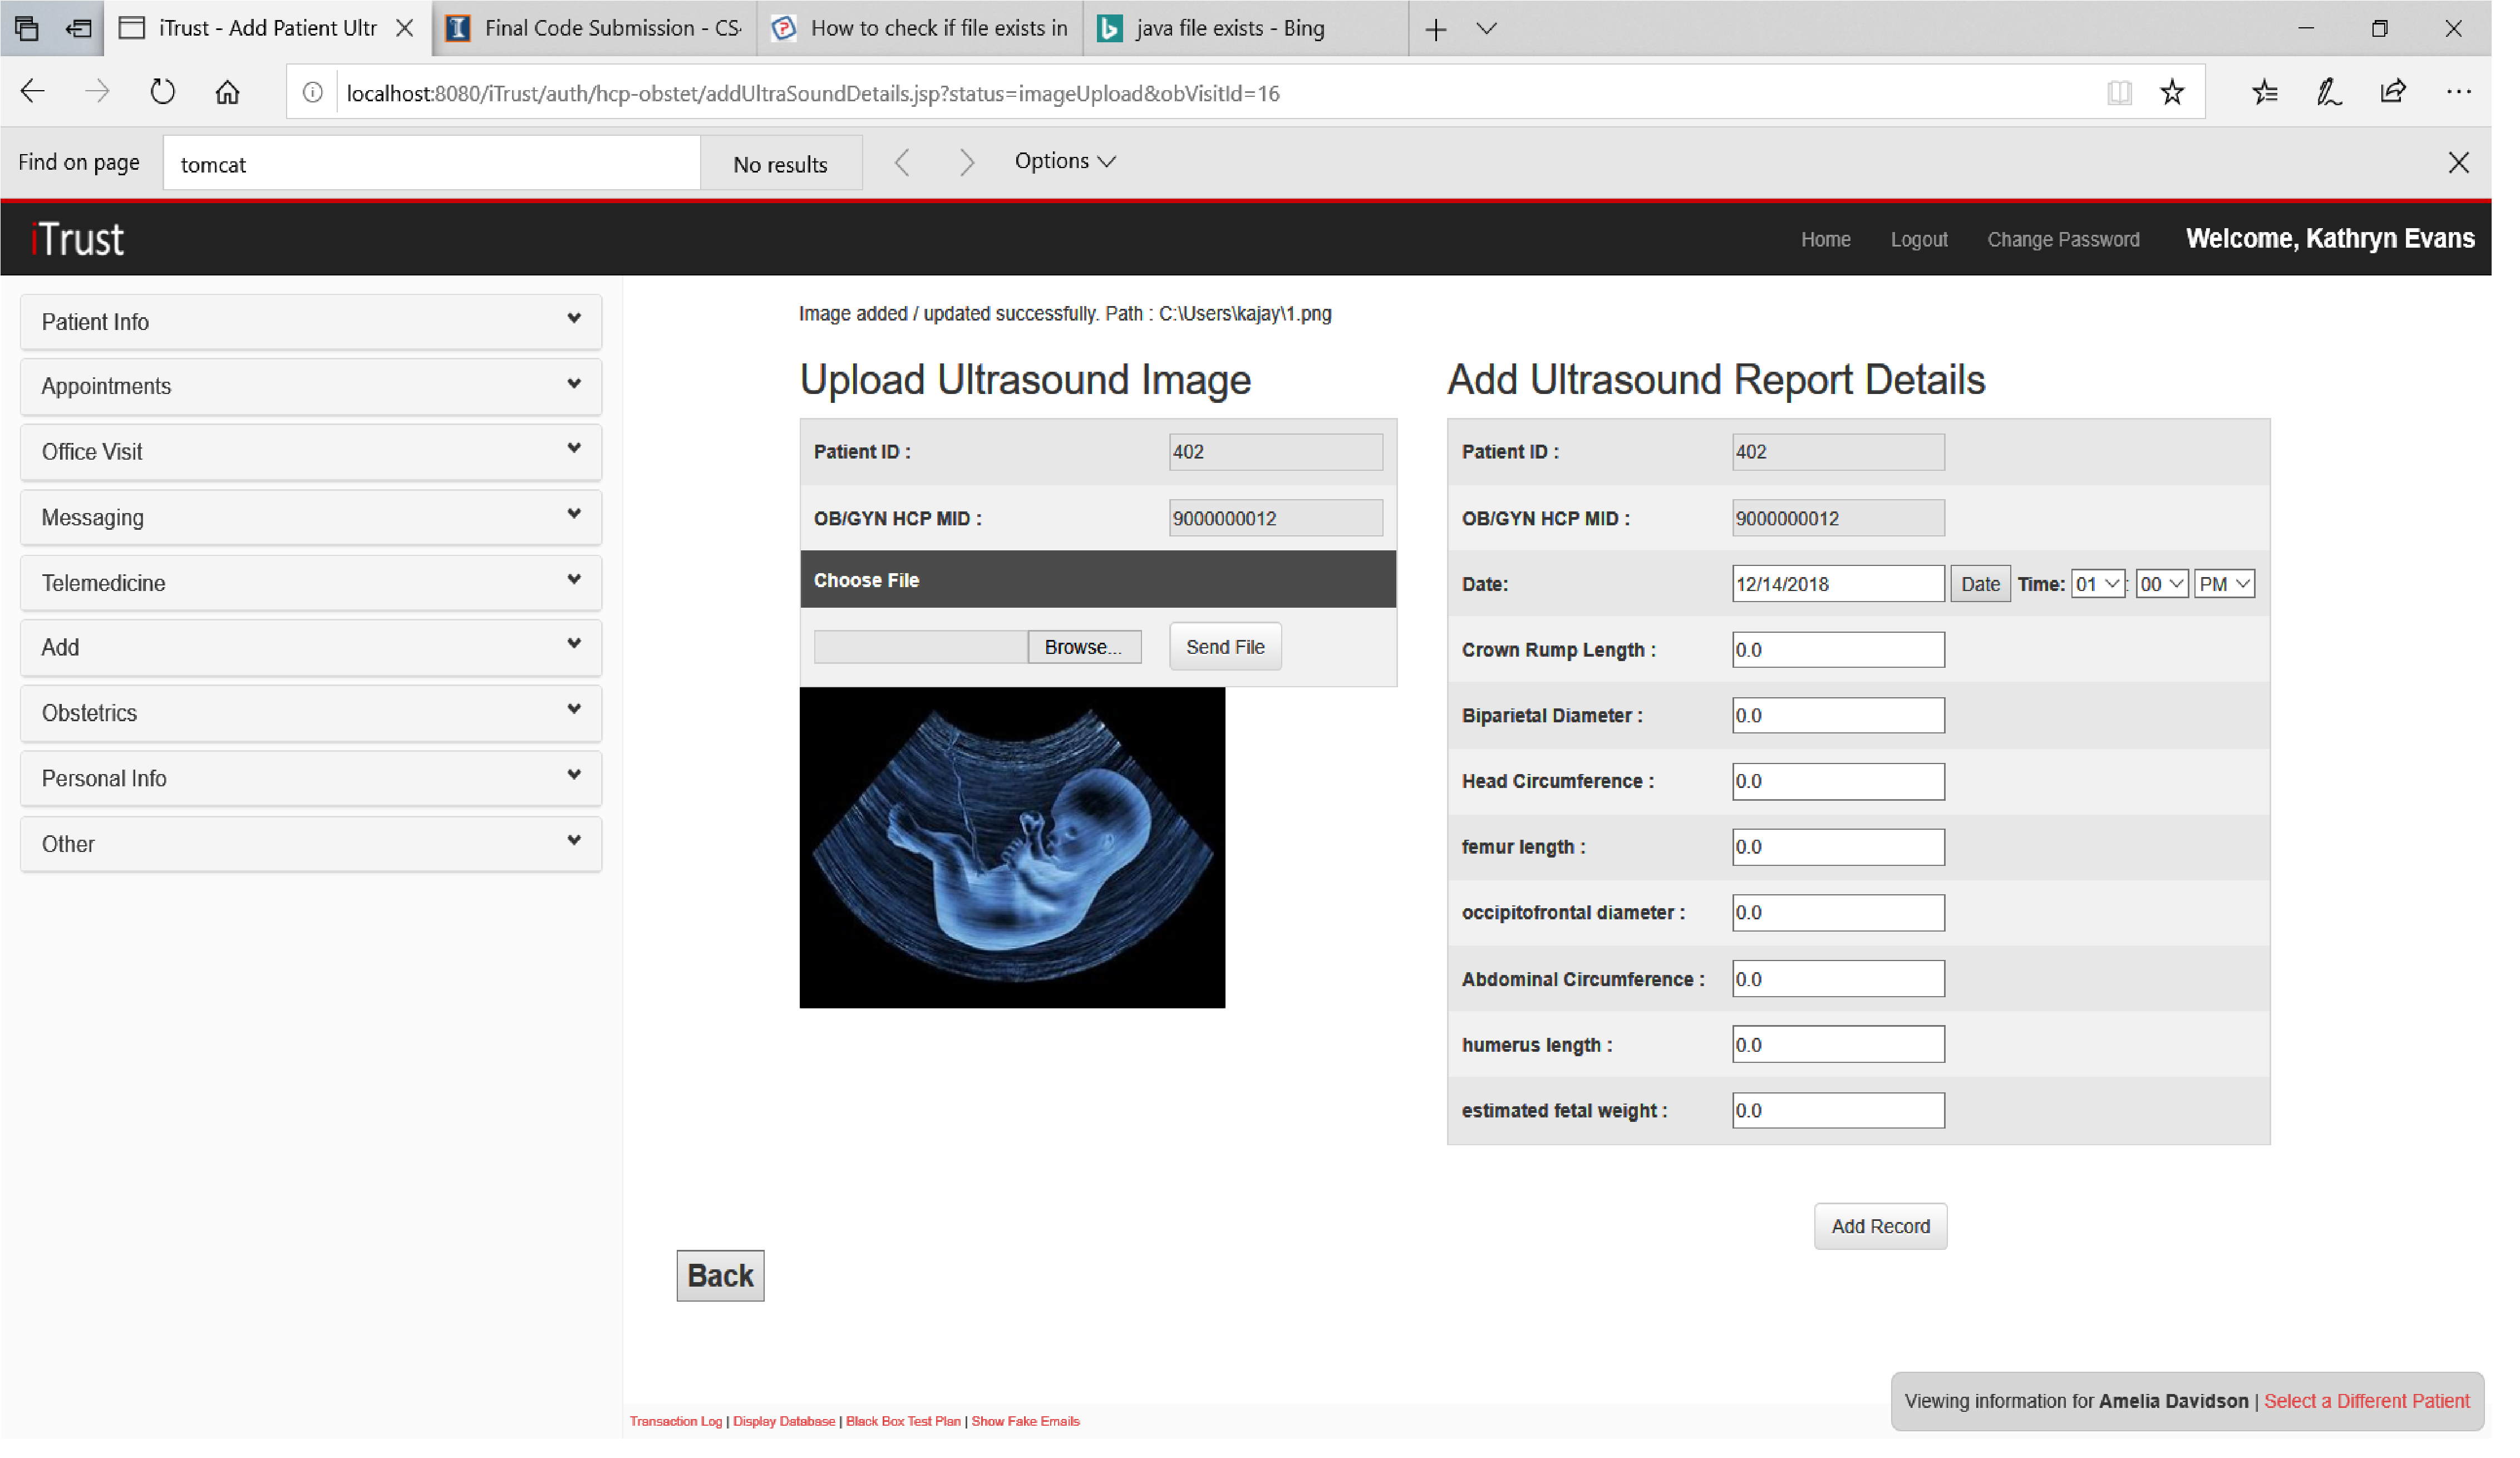 iTrust - Add Patient Ultr
Final Code Submission - CS-
How to check if file exists in
java file exists - Bing
localhost:8080/iTrust/auth/hcp-obstet/addUltraSoundDetails.jsp?status=imageUpload&obVisitId=16
Find on page
tomcat
No results
Options
iTrust
Home Logout Change Password Welcome, Kathryn Evans
Patient Info
Appointments
Office Visit
Messaging
Telemedicine
Add
Obstetrics
Personal Info
Other
Image added / updated successfully. Path : C:\Users\kajay\1.png
Upload Ultrasound Image
Patient ID : 402
OB/GYN HCP MID : 9000000012
Choose File
Browse... Send File
Add Ultrasound Report Details
Patient ID : 402
OB/GYN HCP MID : 9000000012
Date: 12/14/2018 Date Time: 01 : 00 PM
Crown Rump Length : 0.0
Biparietal Diameter : 0.0
Head Circumference : 0.0
femur length : 0.0
occipitofrontal diameter : 0.0
Abdominal Circumference : 0.0
humerus length : 0.0
estimated fetal weight : 0.0
Add Record
Back
Viewing information for Amelia Davidson | Select a Different Patient
Transaction Log | Display Database | Black Box Test Plan | Show Fake Emails